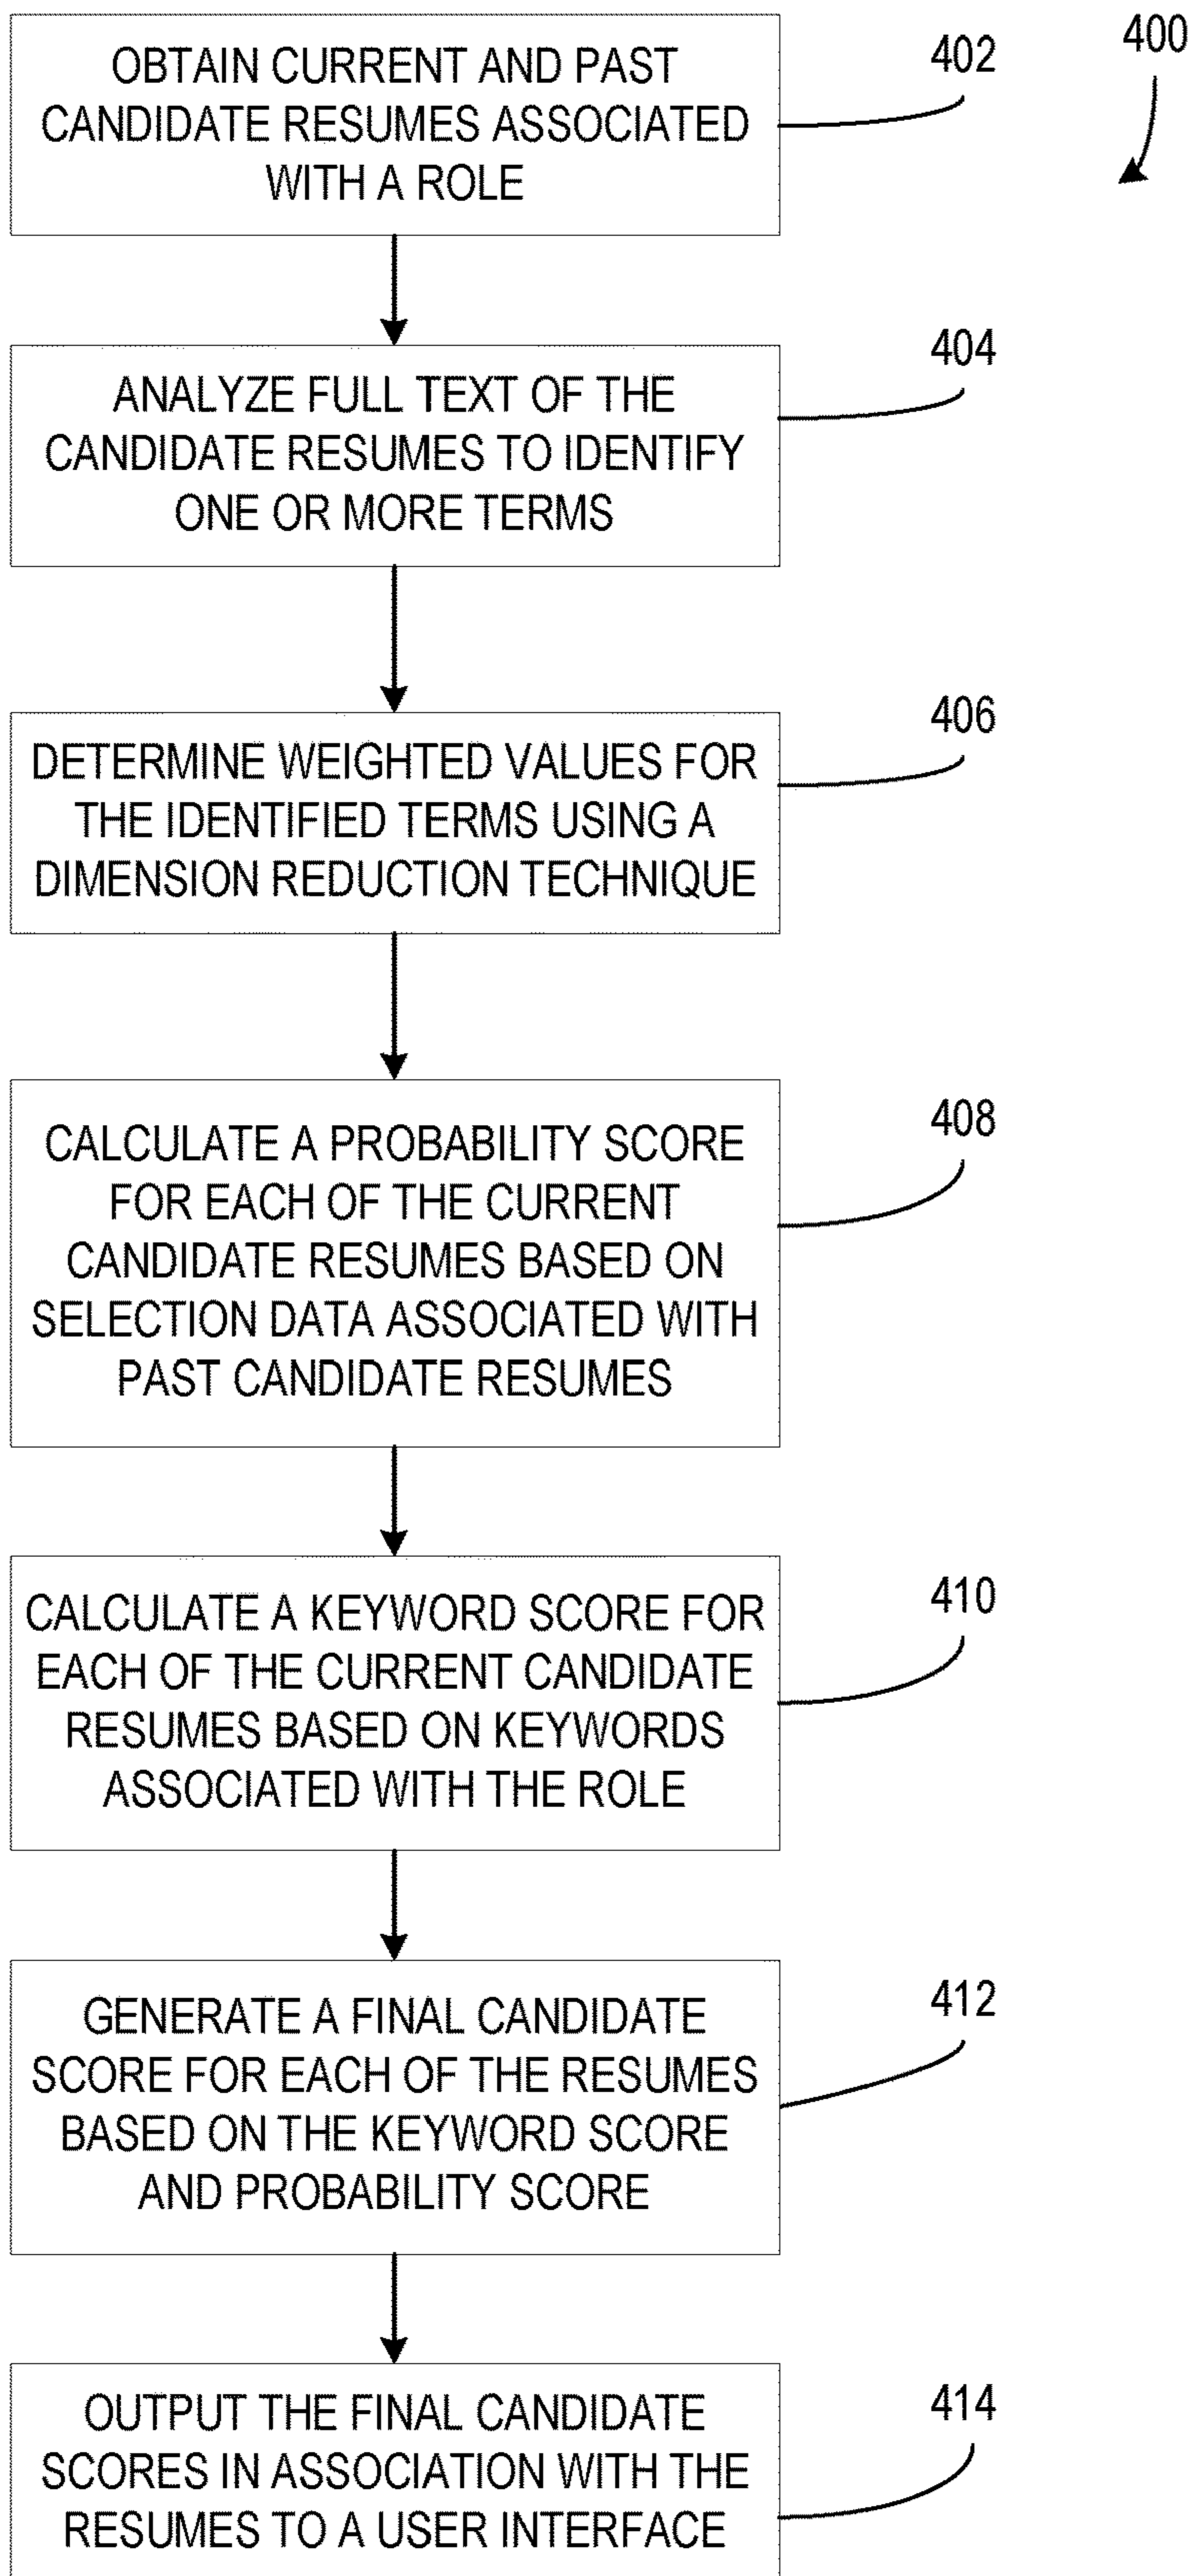 400
OBTAIN CURRENT AND PAST
CANDIDATE RESUMES ASSOCIATED
WITH A ROLE
402
ANALYZE FULL TEXT OF THE
CANDIDATE RESUMES TO IDENTIFY
ONE OR MORE TERMS
404
DETERMINE WEIGHTED VALUES FOR
THE IDENTIFIED TERMS USING A
DIMENSION REDUCTION TECHNIQUE
406
CALCULATE A PROBABILITY SCORE
FOR EACH OF THE CURRENT
CANDIDATE RESUMES BASED ON
SELECTION DATA ASSOCIATED WITH
PAST CANDIDATE RESUMES
408
CALCULATE A KEYWORD SCORE FOR
EACH OF THE CURRENT CANDIDATE
RESUMES BASED ON KEYWORDS
ASSOCIATED WITH THE ROLE
410
GENERATE A FINAL CANDIDATE
SCORE FOR EACH OF THE RESUMES
BASED ON THE KEYWORD SCORE
AND PROBABILITY SCORE
412
OUTPUT THE FINAL CANDIDATE
SCORES IN ASSOCIATION WITH THE
RESUMES TO A USER INTERFACE
414